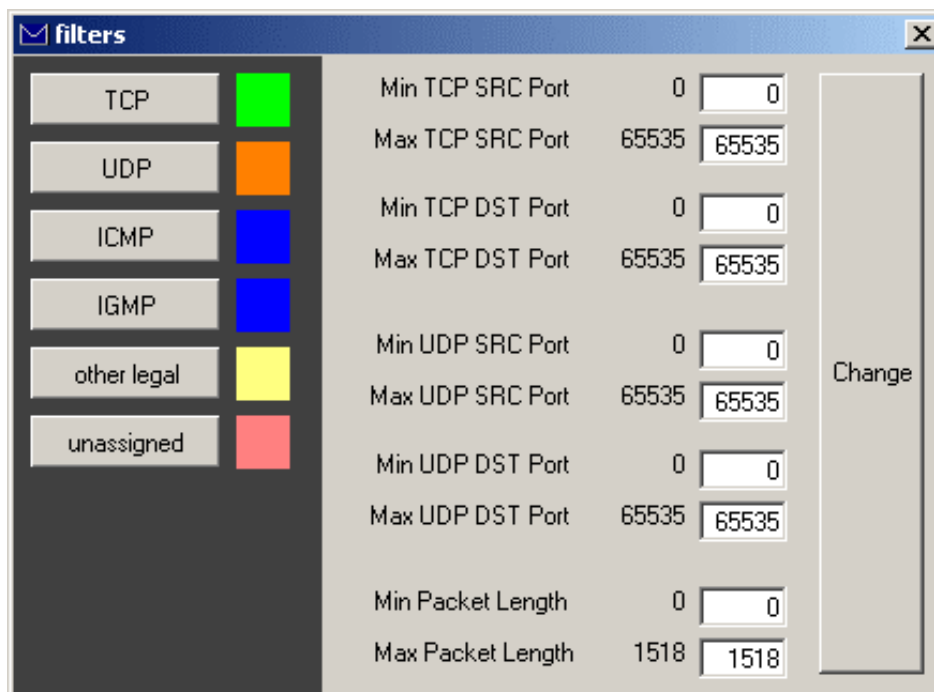 filters
TCP
UDP
ICMP
IGMP
other legal
unassigned
Min TCP SRC Port 0 0
Max TCP SRC Port 65535 65535
Min TCP DST Port 0 0
Max TCP DST Port 65535 65535
Min UDP SRC Port 0 0
Max UDP SRC Port 65535 65535
Min UDP DST Port 0 0
Max UDP DST Port 65535 65535
Min Packet Length 0 0
Max Packet Length 1518 1518
Change